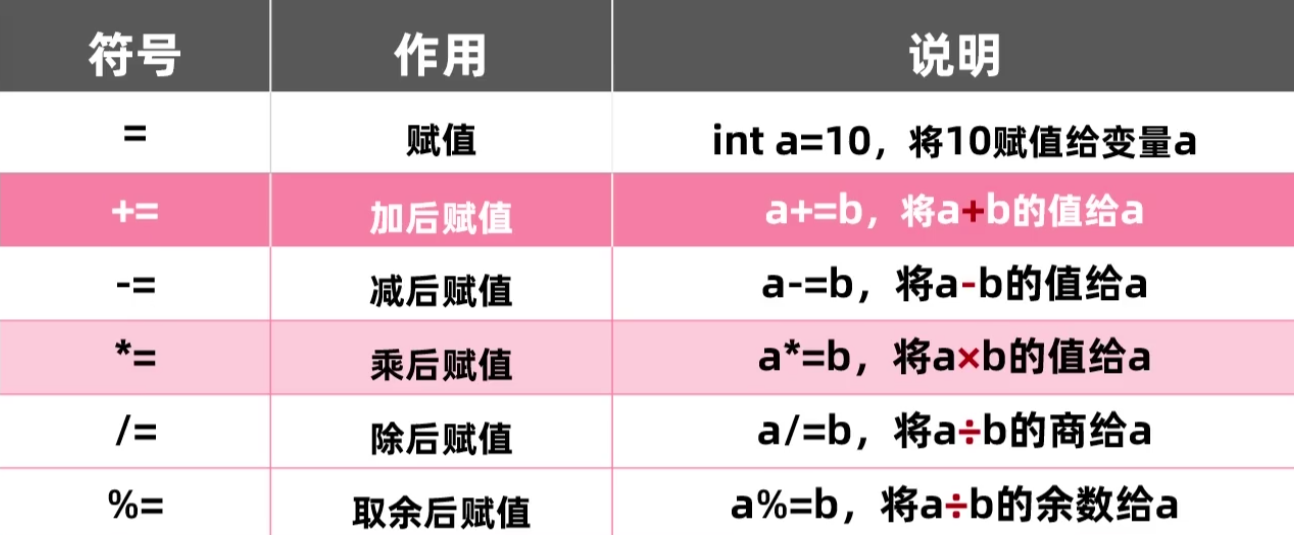 符号 作用 说明
= 赋值 int a=10，将10赋值给变量a
+= 加后赋值 a+=b，将a+b的值给a
-= 减后赋值 a-=b，将a-b的值给a
*= 乘后赋值 a*=b，将a×b的值给a
/= 除后赋值 a/=b，将a÷b的商给a
%= 取余后赋值 a%=b，将a÷b的余数给a